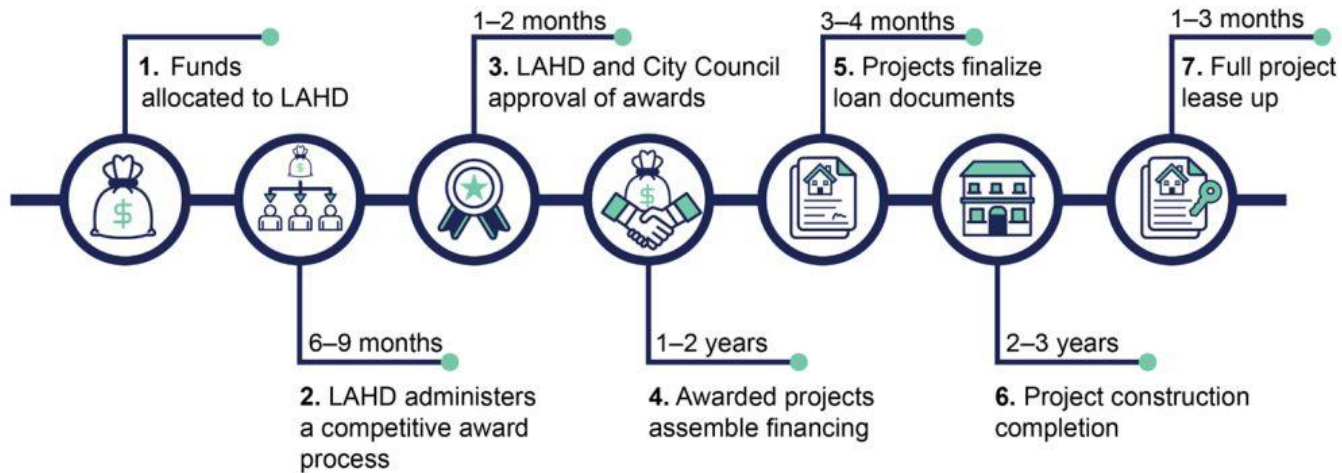 1. Funds
allocated to LAHD
6–9 months
2. LAHD administers
a competitive award
process
1–2 months
3. LAHD and City Council
approval of awards
1–2 years
4. Awarded projects
assemble financing
3–4 months
5. Projects finalize
loan documents
2–3 years
6. Project construction
completion
1–3 months
7. Full project
lease up
$
$
$